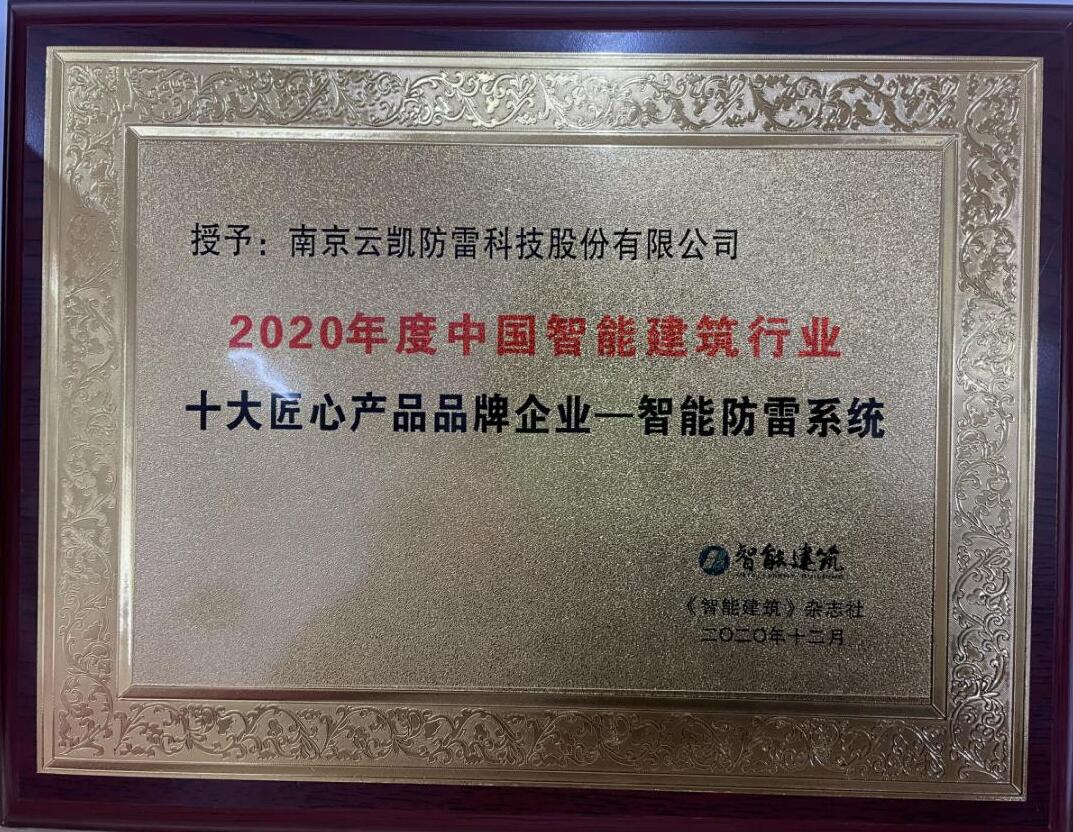 授予：南京云凯防雷科技股份有限公司
2020年度中国智能建筑行业
十大匠心产品品牌企业—智能防雷系统
智能建筑
《智能建筑》杂志社
二〇二〇年十二月